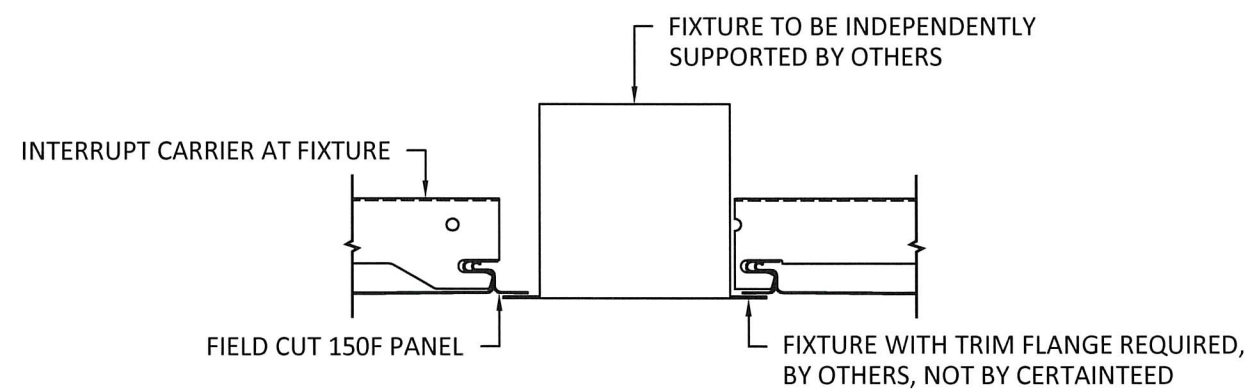 FIXTURE TO BE INDEPENDENTLY
SUPPORTED BY OTHERS
INTERRUPT CARRIER AT FIXTURE
FIELD CUT 150F PANEL
FIXTURE WITH TRIM FLANGE REQUIRED,
BY OTHERS, NOT BY CERTAINTEED